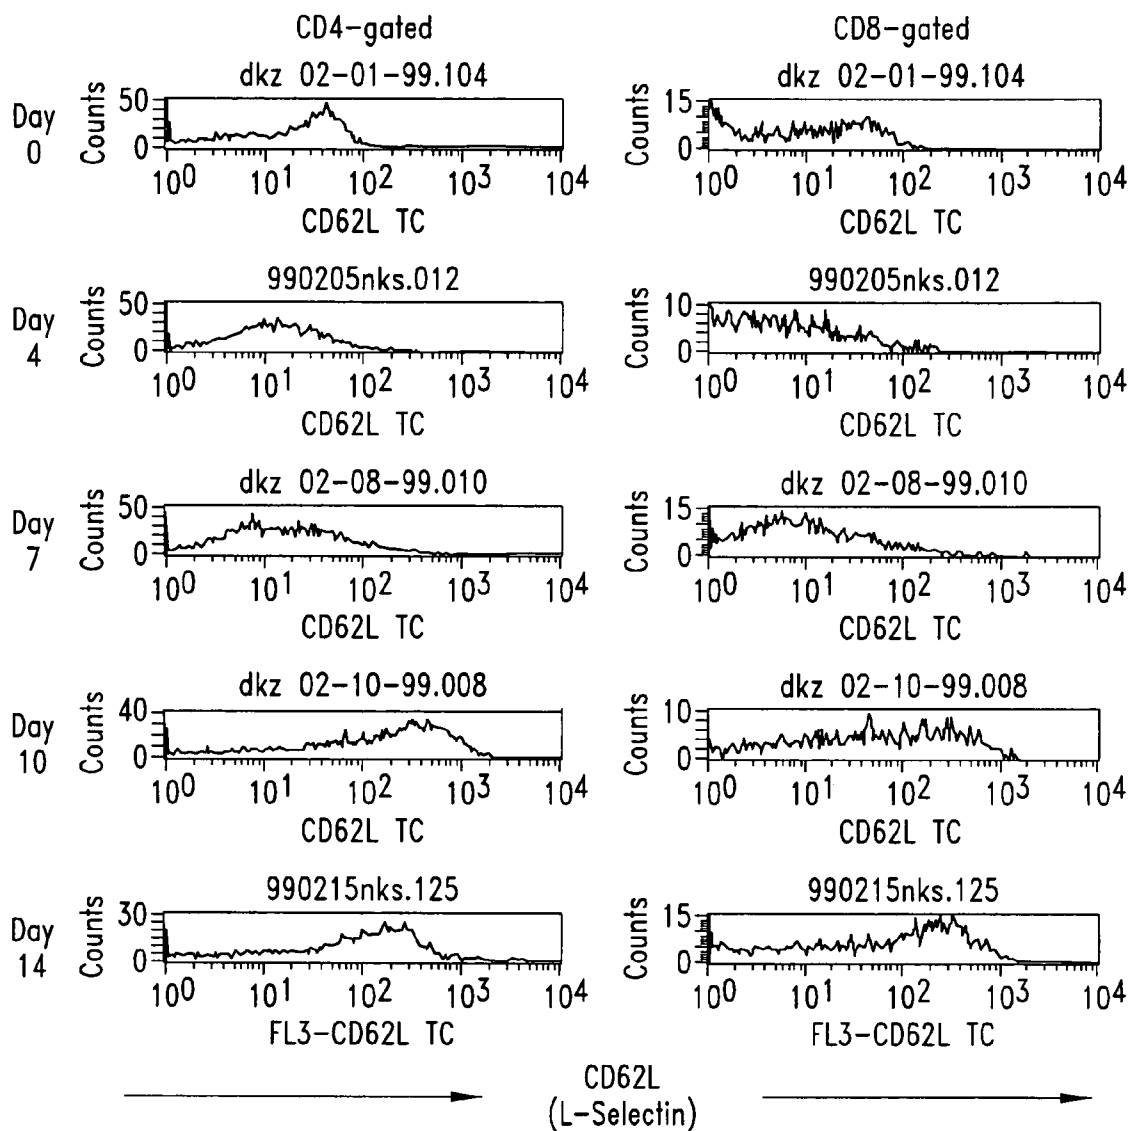 CD4-gated CD8-gated
dkz 02-01-99.104 dkz 02-01-99.104
Day 0 Counts 50 0 Counts 15 0
10^0 10^1 10^2 10^3 10^4 10^0 10^1 10^2 10^3 10^4
CD62L TC CD62L TC
990205nks.012 990205nks.012
Day 4 Counts 50 0 Counts 10 0
10^0 10^1 10^2 10^3 10^4 10^0 10^1 10^2 10^3 10^4
CD62L TC CD62L TC
dkz 02-08-99.010 dkz 02-08-99.010
Day 7 Counts 50 0 Counts 15 0
10^0 10^1 10^2 10^3 10^4 10^0 10^1 10^2 10^3 10^4
CD62L TC CD62L TC
dkz 02-10-99.008 dkz 02-10-99.008
Day 10 Counts 40 0 Counts 10 0
10^0 10^1 10^2 10^3 10^4 10^0 10^1 10^2 10^3 10^4
CD62L TC CD62L TC
990215nks.125 990215nks.125
Day 14 Counts 30 0 Counts 15 0
10^0 10^1 10^2 10^3 10^4 10^0 10^1 10^2 10^3 10^4
FL3-CD62L TC FL3-CD62L TC
CD62L
(L-Selectin)